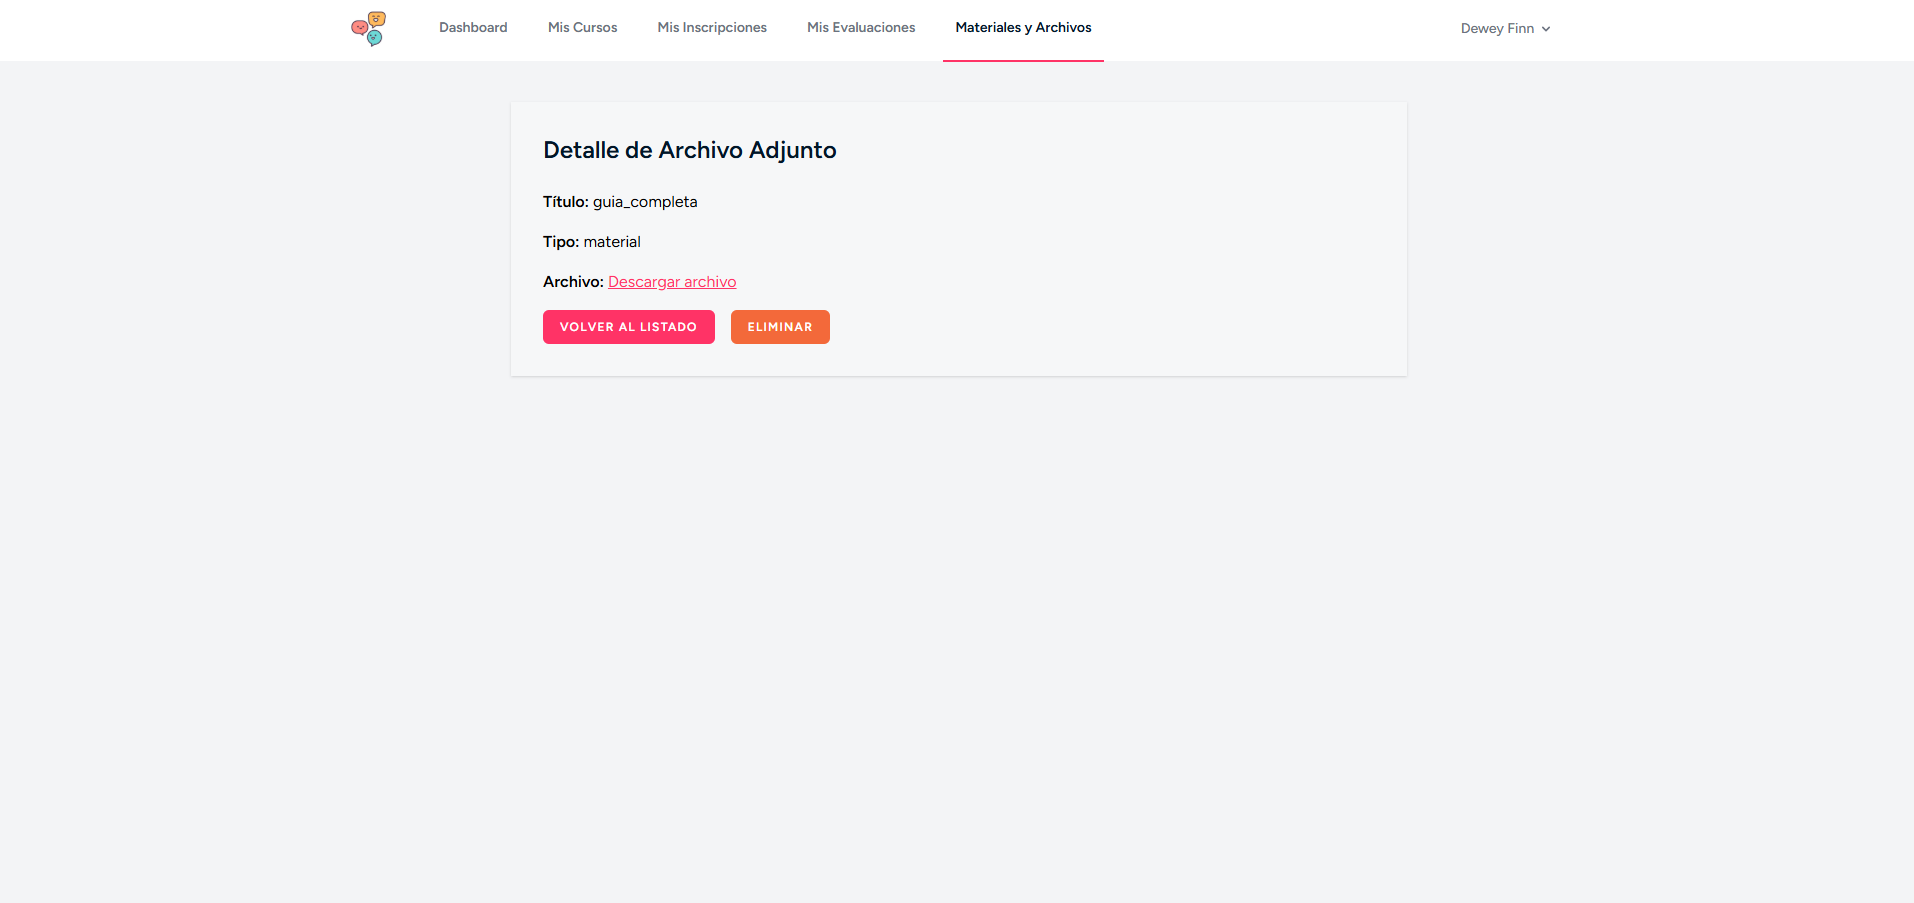 Dashboard Mis Cursos Mis Inscripciones Mis Evaluaciones Materiales y Archivos Dewey Finn
Detalle de Archivo Adjunto
Título: guia_completa
Tipo: material
Archivo: Descargar archivo
VOLVER AL LISTADO ELIMINAR